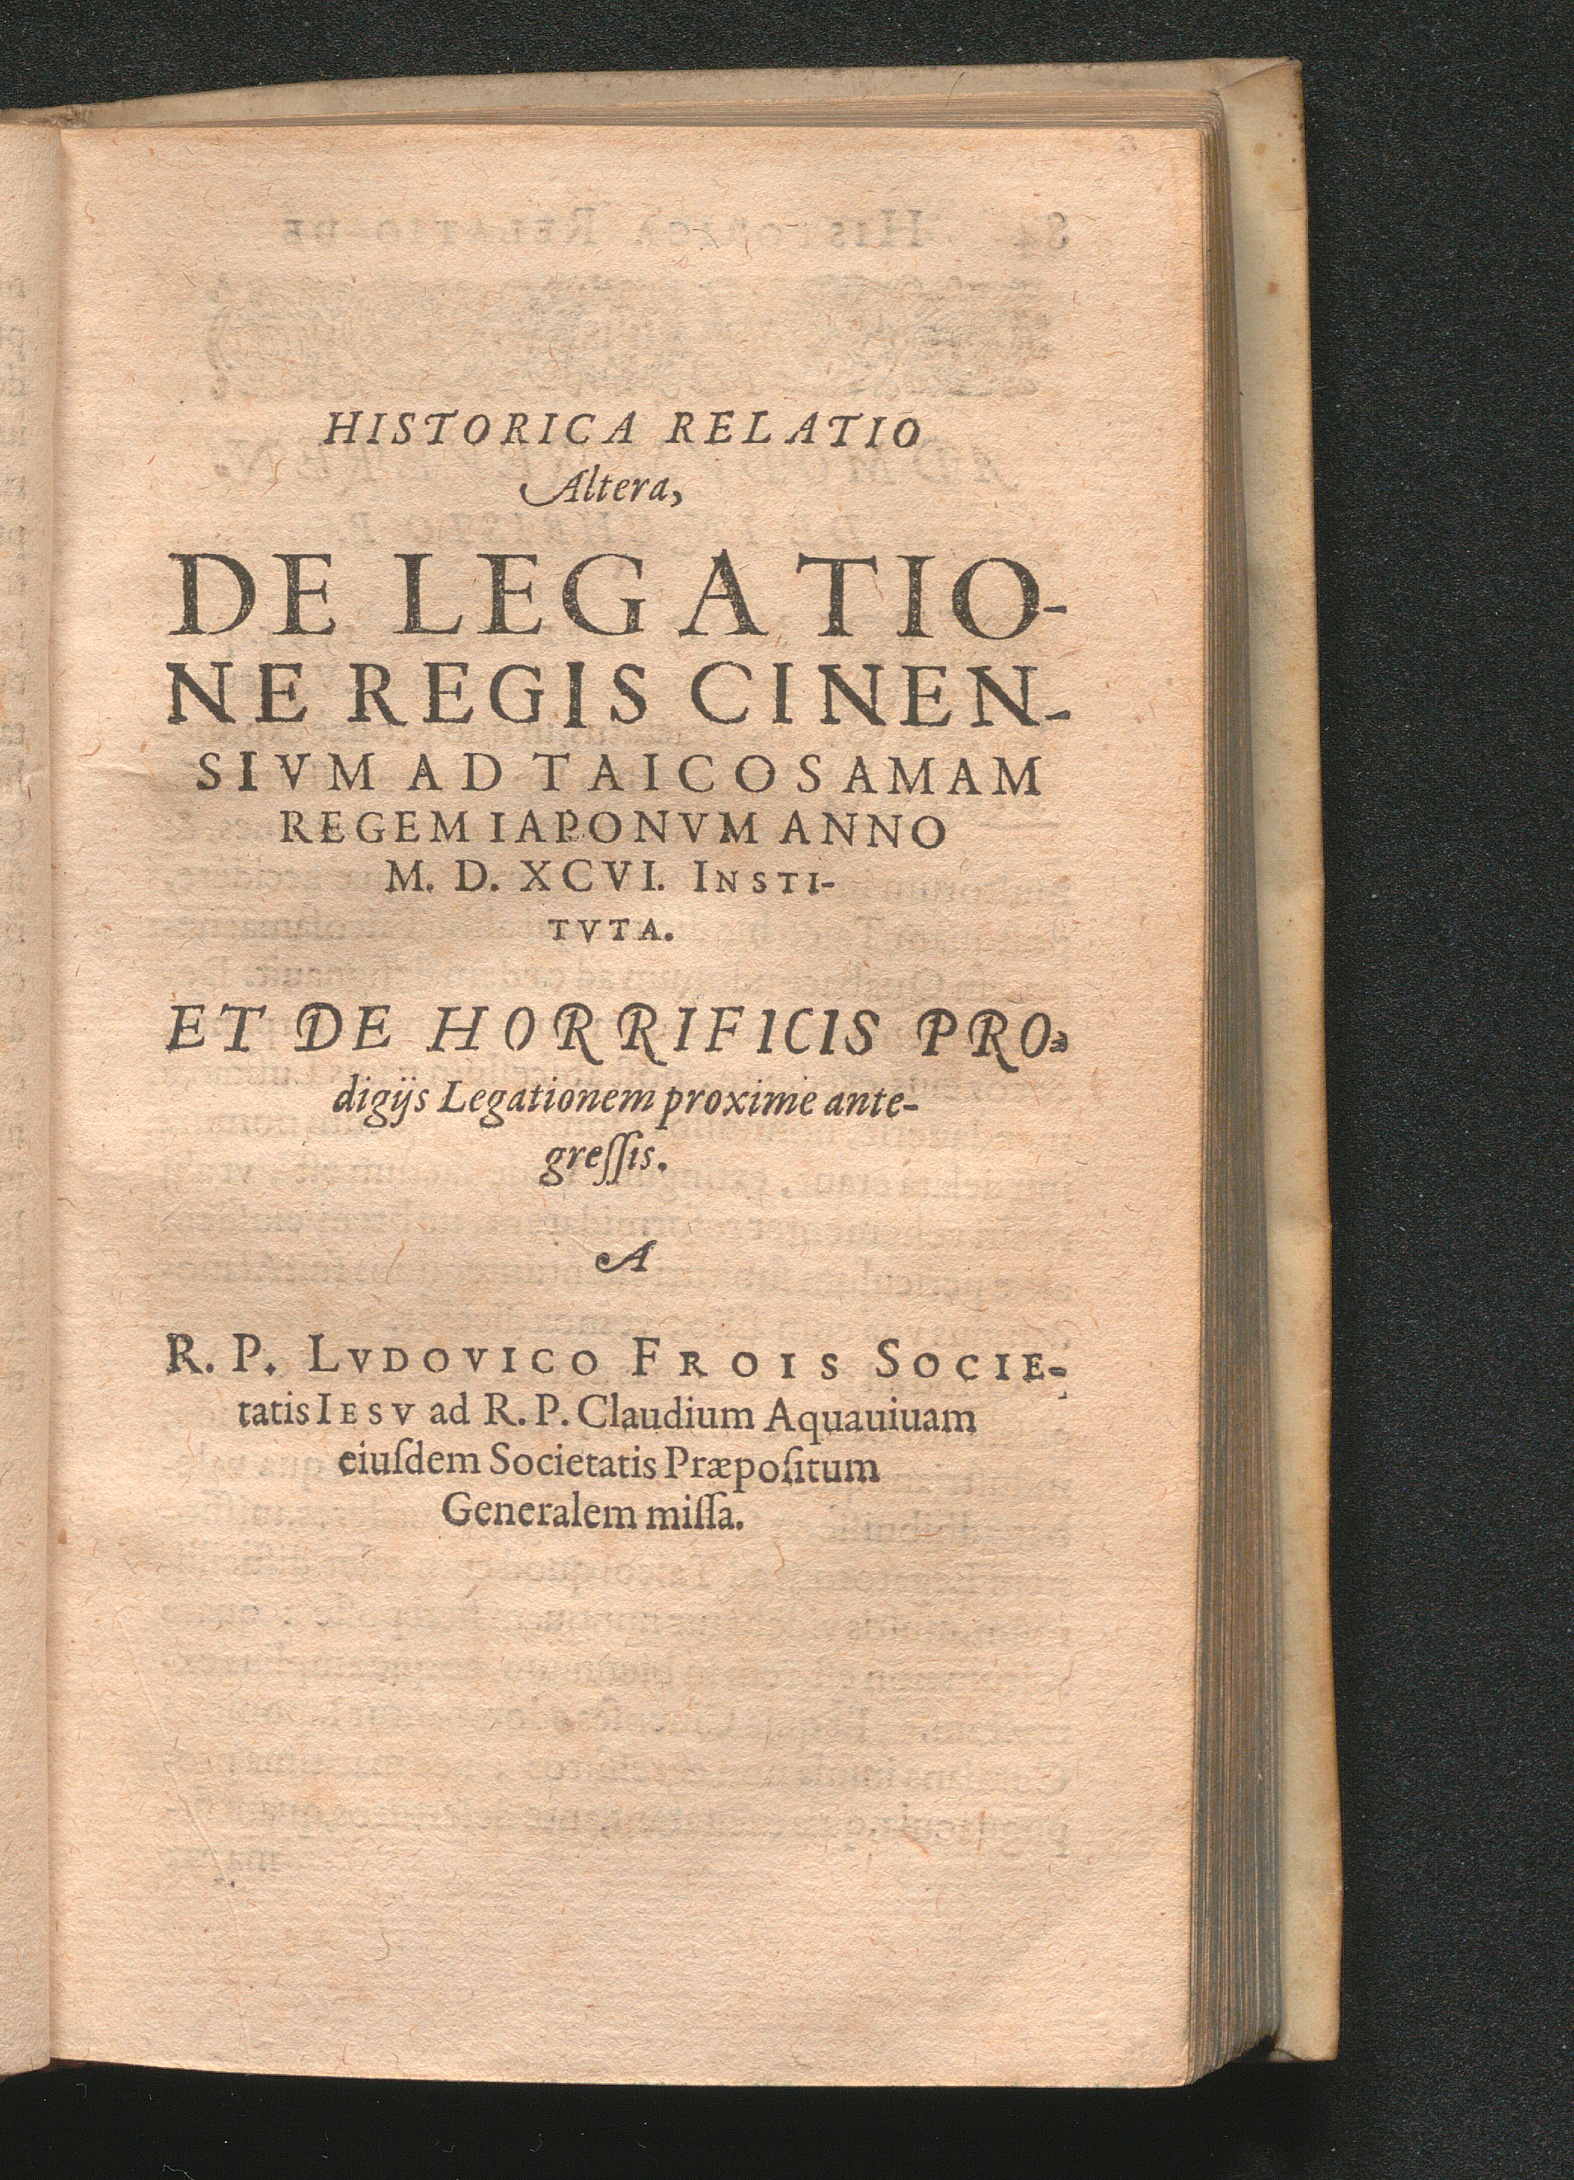 HISTORICA RELATIO
Altera,
DE LEGATIO-
NE REGIS CINEN-
SIVM AD TAICOSAMAM
REGEM IAPONVM ANNO
M. D. XCVI. INSTI-
TVTA.
ET DE HORRIFICIS PRO-
digijs Legationem proxime ante-
greſſis.
A
R. P. LVDOVICO FROIS SOCIE-
tatis IESV ad R. P. Claudium Aquauiuam
eiuſdem Societatis Præpoſitum
Generalem miſſa.